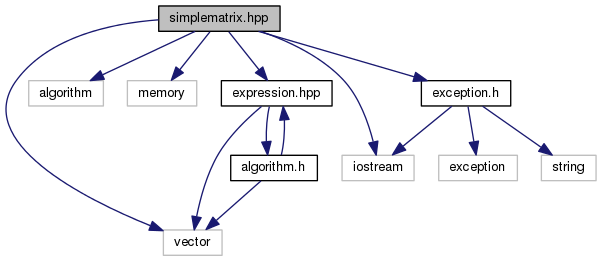 simplematrix.hpp
algorithm
memory
expression.hpp
exception.h
algorithm.h
iostream
exception
string
vector